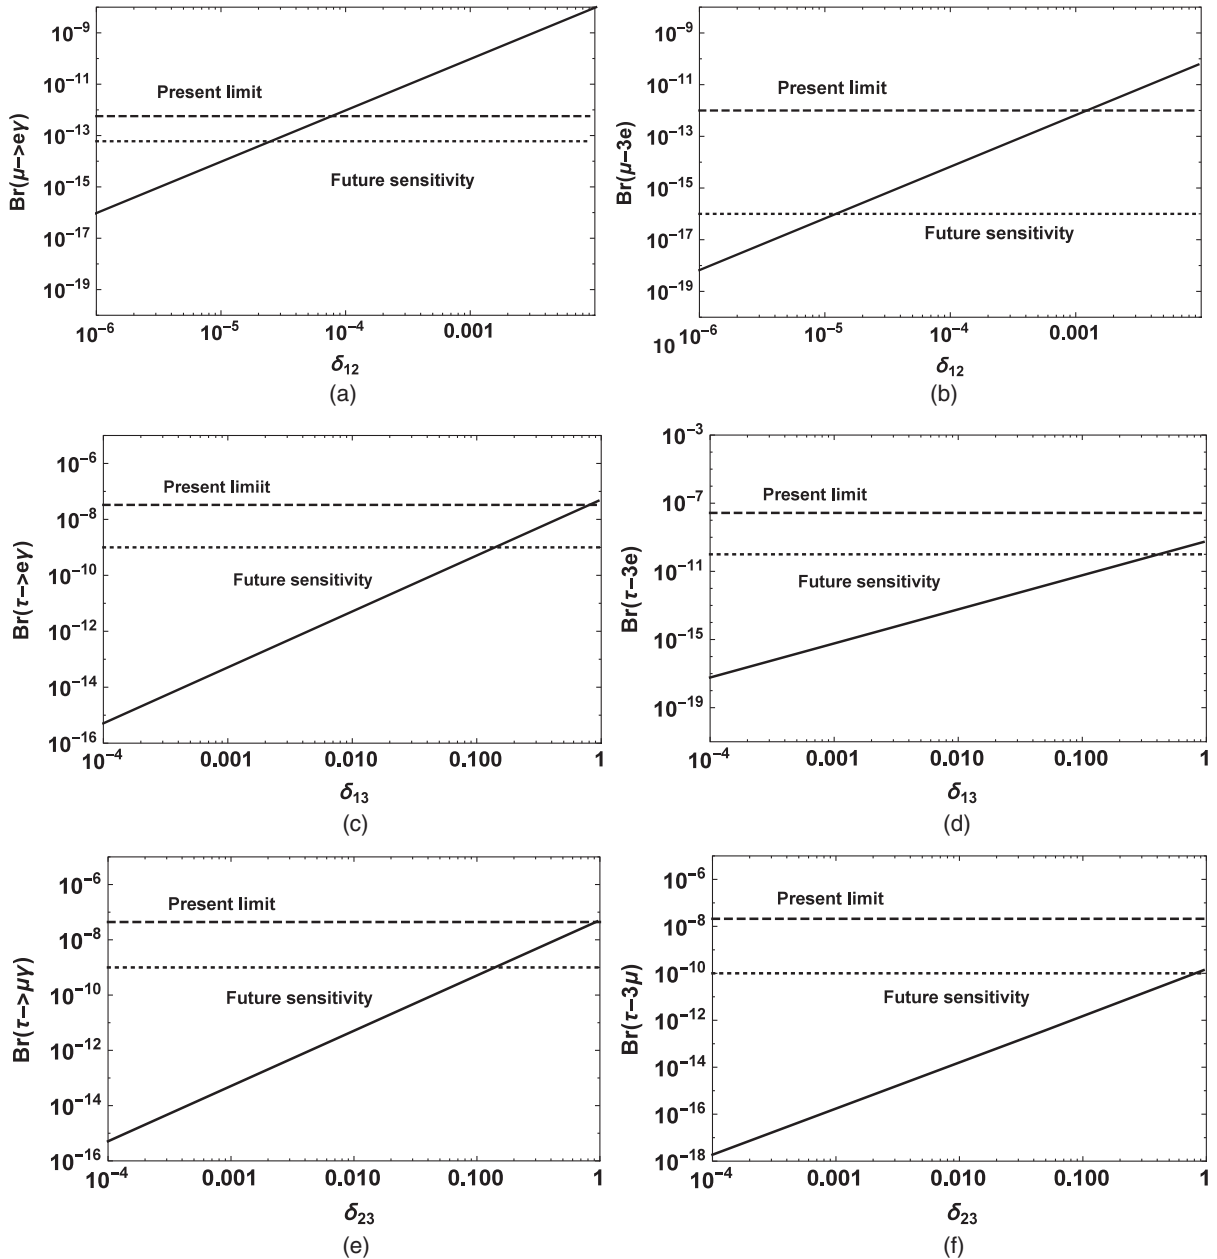 10⁻⁹
10⁻¹¹
10⁻¹³
10⁻¹⁵
10⁻¹⁷
10⁻¹⁹
Br(μ−>eγ)
Present limit
Future sensitivity
10⁻⁶ 10⁻⁵ 10⁻⁴ 0.001
δ₁₂
(a)
10⁻⁹
10⁻¹¹
10⁻¹³
10⁻¹⁵
10⁻¹⁷
10⁻¹⁹
Br(μ−3e)
Present limit
Future sensitivity
10 10⁻⁶ 10⁻⁵ 10⁻⁴ 0.001
δ₁₂
(b)
10⁻⁶
10⁻⁸
10⁻¹⁰
10⁻¹²
10⁻¹⁴
10⁻¹⁶
Br(τ−>eγ)
Present limiit
Future sensitivity
10⁻⁴ 0.001 0.010 0.100 1
δ₁₃
(c)
10⁻³
10⁻⁷
10⁻¹¹
10⁻¹⁵
10⁻¹⁹
Br(τ−3e)
Present limit
Future sensitivity
10⁻⁴ 0.001 0.010 0.100 1
δ₁₃
(d)
10⁻⁶
10⁻⁸
10⁻¹⁰
10⁻¹²
10⁻¹⁴
10⁻¹⁶
Br(τ−>μγ)
Present limit
Future sensitivity
10⁻⁴ 0.001 0.010 0.100 1
δ₂₃
(e)
10⁻⁶
10⁻⁸
10⁻¹⁰
10⁻¹²
10⁻¹⁴
10⁻¹⁶
10⁻¹⁸
Br(τ−3μ)
Present limit
Future sensitivity
10⁻⁴ 0.001 0.010 0.100 1
δ₂₃
(f)